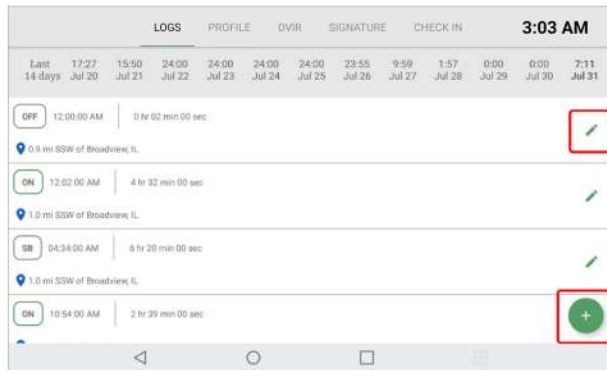 LOGS PROFILE DVIR SIGNATURE CHECK IN 3:03 AM
Last 17:27 15:50 24:00 24:00 24:00 24:00 23:55 9:59 1:57 0:00 0:00 7:11
14 days Jul 20 Jul 21 Jul 22 Jul 23 Jul 24 Jul 25 Jul 26 Jul 27 Jul 28 Jul 29 Jul 30 Jul 31
OFF 12:00:00 AM 0 hr 02 min 00 sec
0.9 mi SSW of Broadview, IL
ON 12:02:00 AM 4 hr 32 min 00 sec
1.0 mi SSW of Broadview, IL
SB 04:34:00 AM 6 hr 20 min 00 sec
1.0 mi SSW of Broadview, IL
ON 10:54:00 AM 2 hr 39 min 00 sec